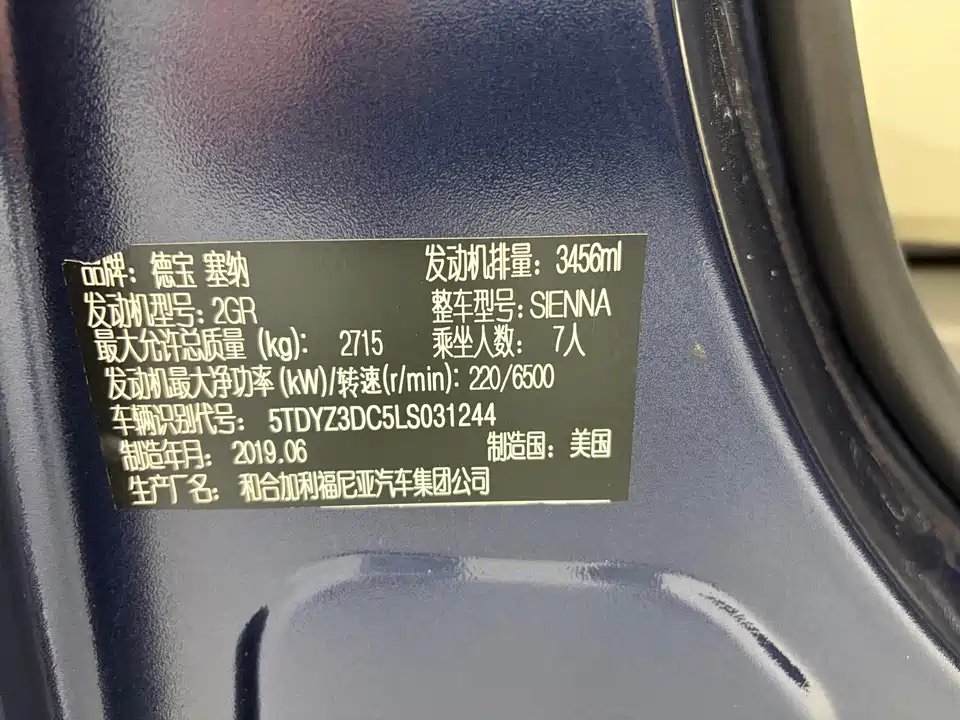 品牌：德宝 塞纳 发动机排量：3456ml
发动机型号：2GR 整车型号：SIENNA
最大允许总质量 (kg)： 2715 乘坐人数： 7人
发动机最大净功率(kW)/转速(r/min)：220/6500
车辆识别代号： 5TDYZ3DC5LS031244
制造年月： 2019.06 制造国：美国
生产厂名： 和合加利福尼亚汽车集团公司